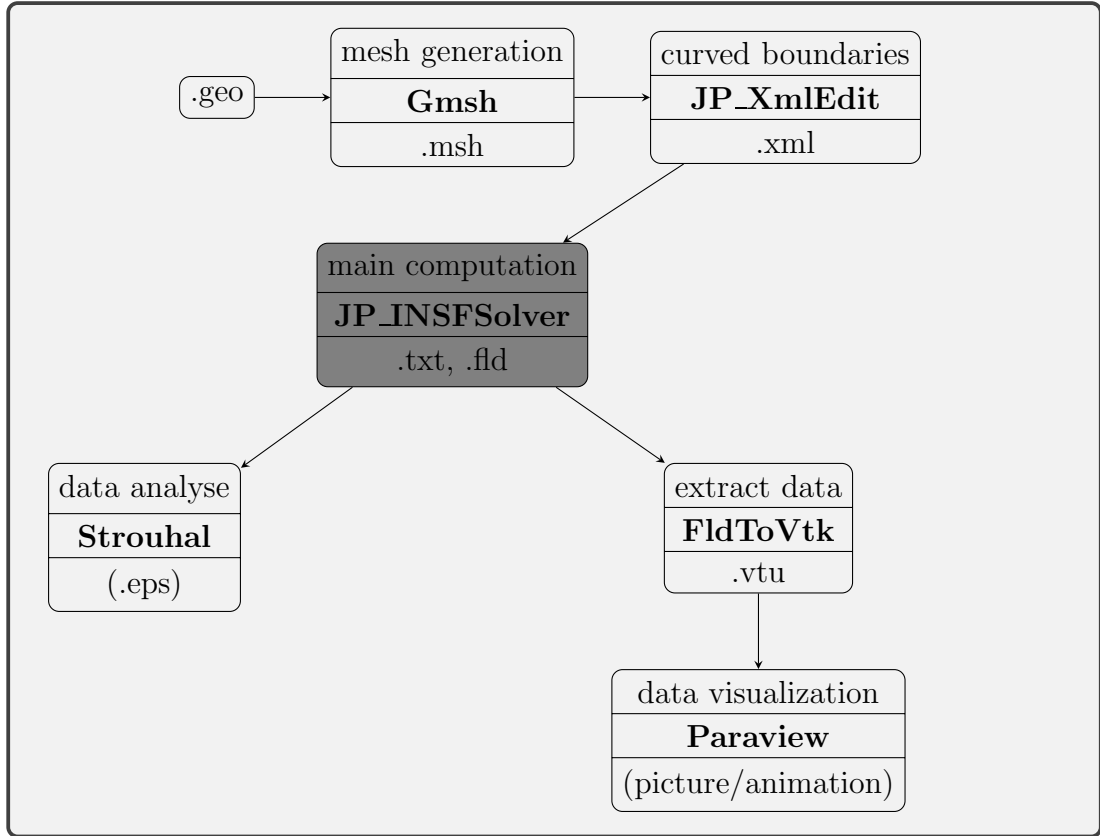 .geo
mesh generation
Gmsh
.msh
curved boundaries
JP_XmlEdit
.xml
main computation
JP_INSFSolver
.txt, .fld
data analyse
Strouhal
(.eps)
extract data
FldToVtk
.vtu
data visualization
Paraview
(picture/animation)